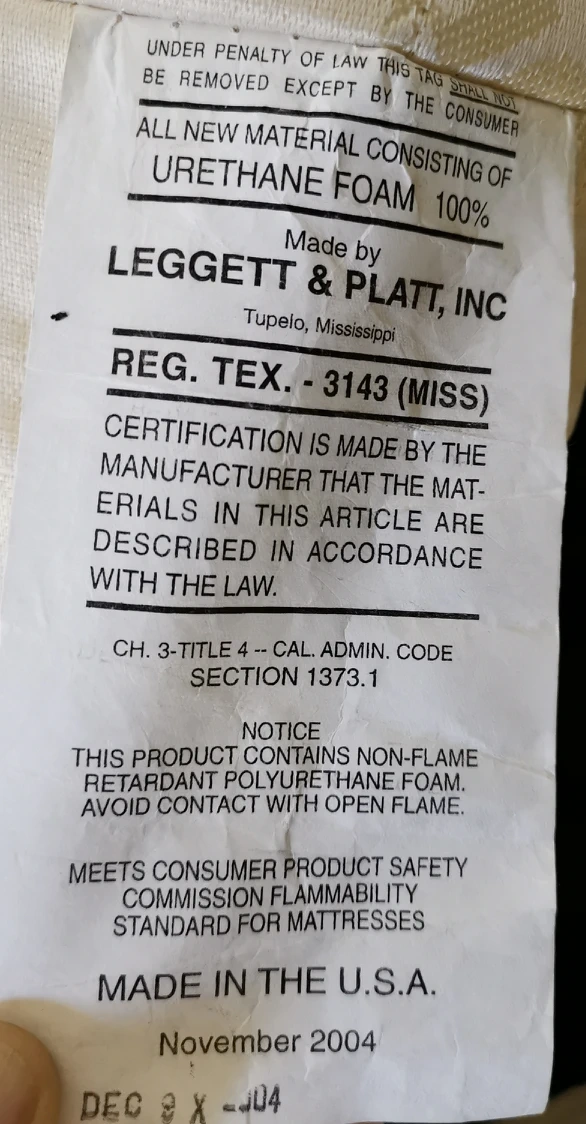 UNDER PENALTY OF LAW THIS TAG SHALL NOT
BE REMOVED EXCEPT BY THE CONSUMER
ALL NEW MATERIAL CONSISTING OF
URETHANE FOAM 100%
Made by
LEGGETT & PLATT, INC
Tupelo, Mississippi
REG. TEX. - 3143 (MISS)
CERTIFICATION IS MADE BY THE
MANUFACTURER THAT THE MAT-
ERIALS IN THIS ARTICLE ARE
DESCRIBED IN ACCORDANCE
WITH THE LAW.
CH. 3-TITLE 4 -- CAL. ADMIN. CODE
SECTION 1373.1
NOTICE
THIS PRODUCT CONTAINS NON-FLAME
RETARDANT POLYURETHANE FOAM.
AVOID CONTACT WITH OPEN FLAME.
MEETS CONSUMER PRODUCT SAFETY
COMMISSION FLAMMABILITY
STANDARD FOR MATTRESSES
MADE IN THE U.S.A.
November 2004
DEC